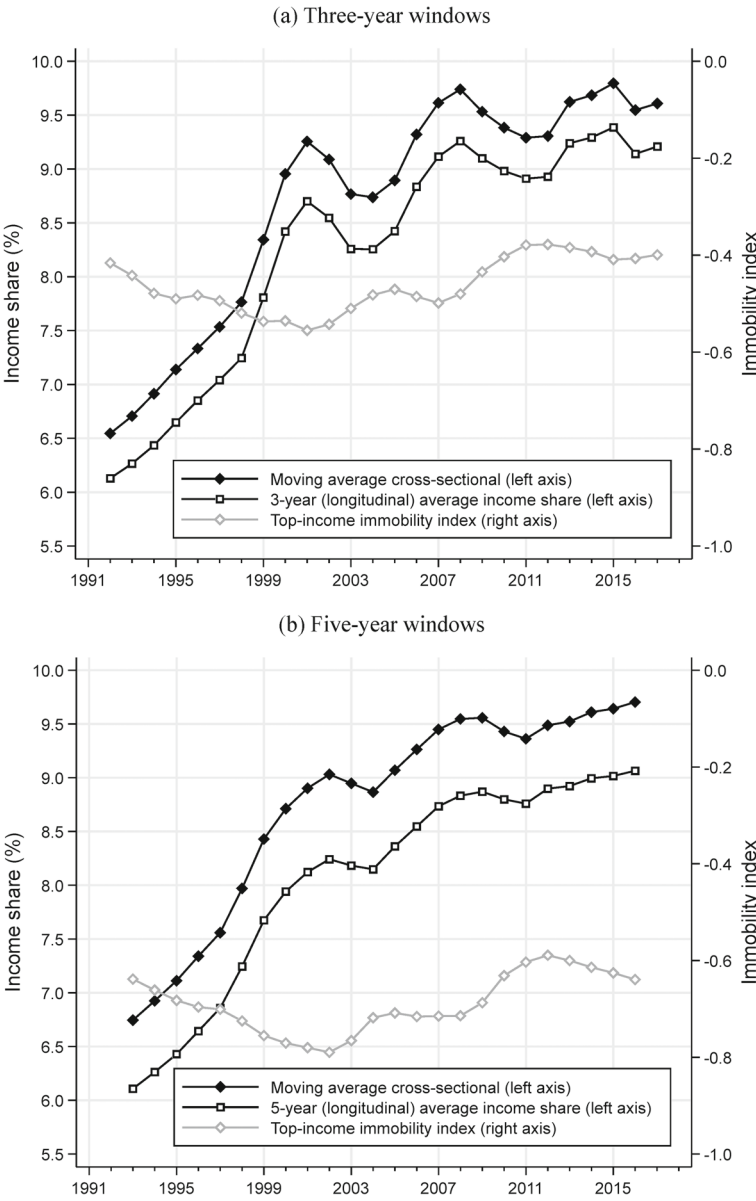 (a) Three-year windows
10.0
9.5
9.0
8.5
8.0
7.5
7.0
6.5
6.0
5.5
Income share (%)
0.0
-0.2
-0.4
-0.6
-0.8
-1.0
Immobility index
Moving average cross-sectional (left axis)
3-year (longitudinal) average income share (left axis)
Top-income immobility index (right axis)
1991 1995 1999 2003 2007 2011 2015
(b) Five-year windows
10.0
9.5
9.0
8.5
8.0
7.5
7.0
6.5
6.0
5.5
Income share (%)
0.0
-0.2
-0.4
-0.6
-0.8
-1.0
Immobility index
Moving average cross-sectional (left axis)
5-year (longitudinal) average income share (left axis)
Top-income immobility index (right axis)
1991 1995 1999 2003 2007 2011 2015